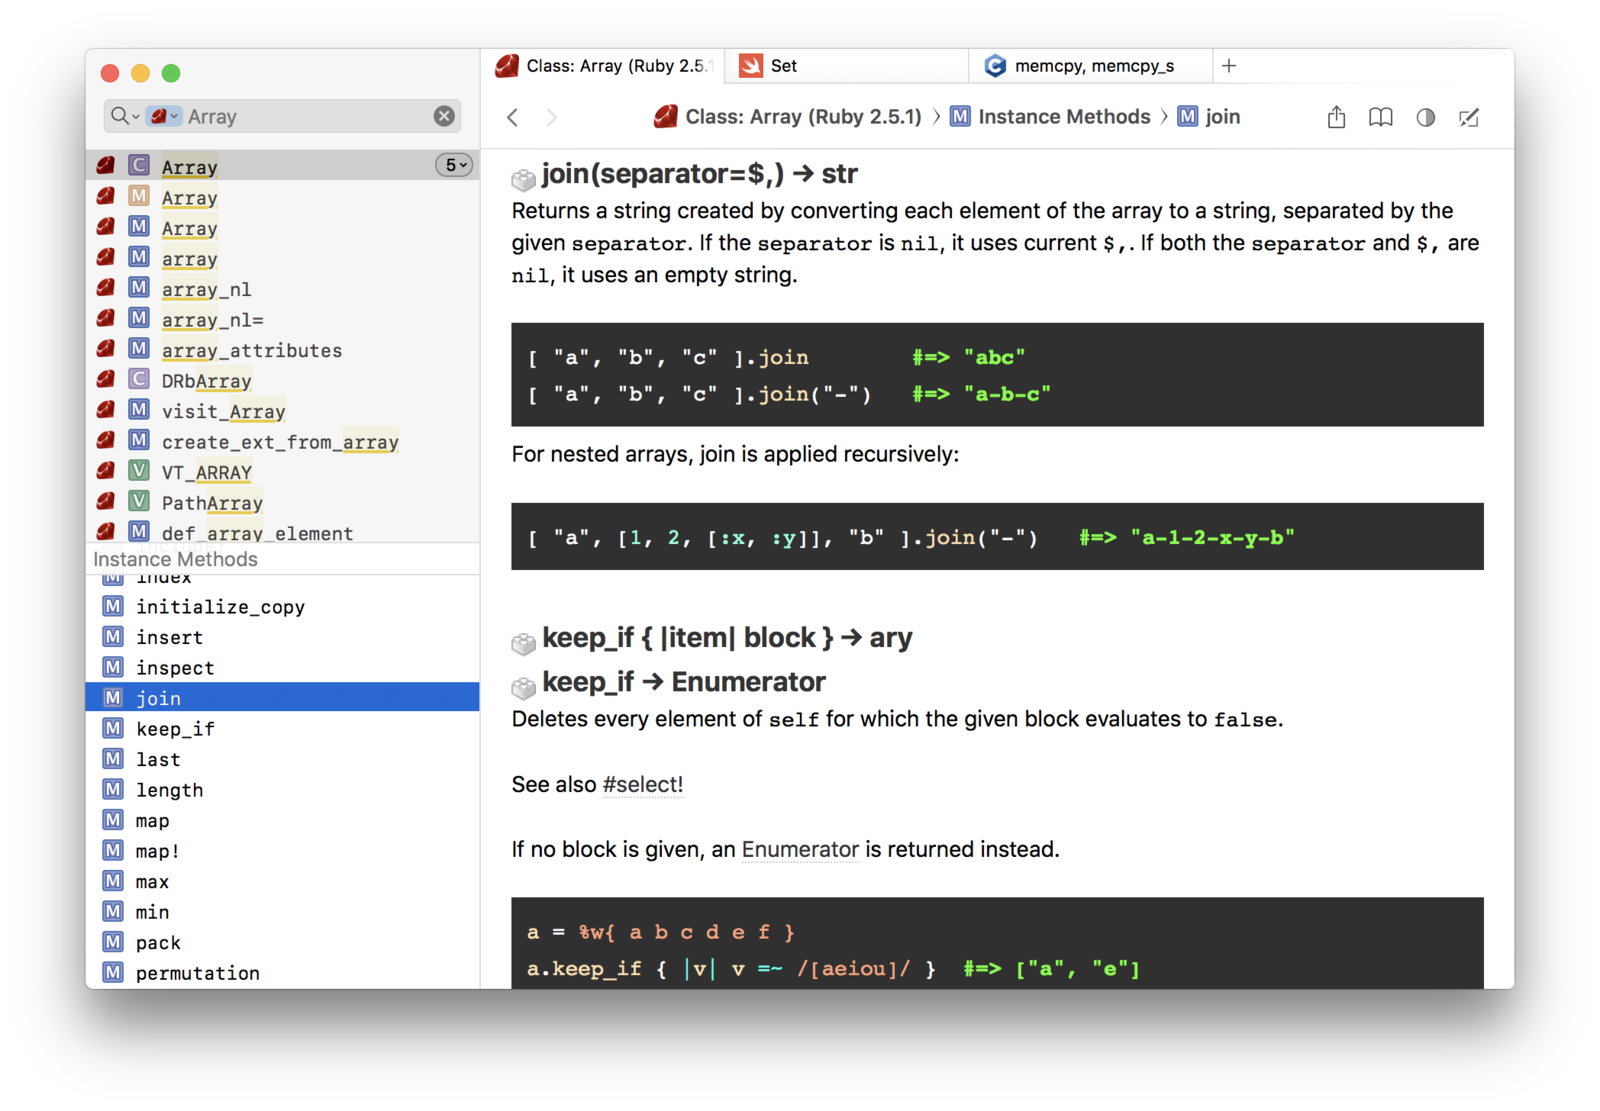 Class: Array (Ruby 2.5.1
Set
memcpy, memcpy_s
Array
Class: Array (Ruby 2.5.1) 〉 M Instance Methods 〉 M join
C Array 5
M Array
M Array
M array
M array_nl
M array_nl=
M array_attributes
C DRbArray
M visit_Array
M create_ext_from_array
V VT_ARRAY
V PathArray
M def_array_element
Instance Methods
M index
M initialize_copy
M insert
M inspect
M join
M keep_if
M last
M length
M map
M map!
M max
M min
M pack
M permutation
join(separator=$,) → str
Returns a string created by converting each element of the array to a string, separated by the
given separator. If the separator is nil, it uses current $,. If both the separator and $, are
nil, it uses an empty string.
[ "a", "b", "c" ].join #=> "abc"
[ "a", "b", "c" ].join("-") #=> "a-b-c"
For nested arrays, join is applied recursively:
[ "a", [1, 2, [:x, :y]], "b" ].join("-") #=> "a-1-2-x-y-b"
keep_if { |item| block } → ary
keep_if → Enumerator
Deletes every element of self for which the given block evaluates to false.
See also #select!
If no block is given, an Enumerator is returned instead.
a = %w{ a b c d e f }
a.keep_if { |v| v =~ /[aeiou]/ } #=> ["a", "e"]